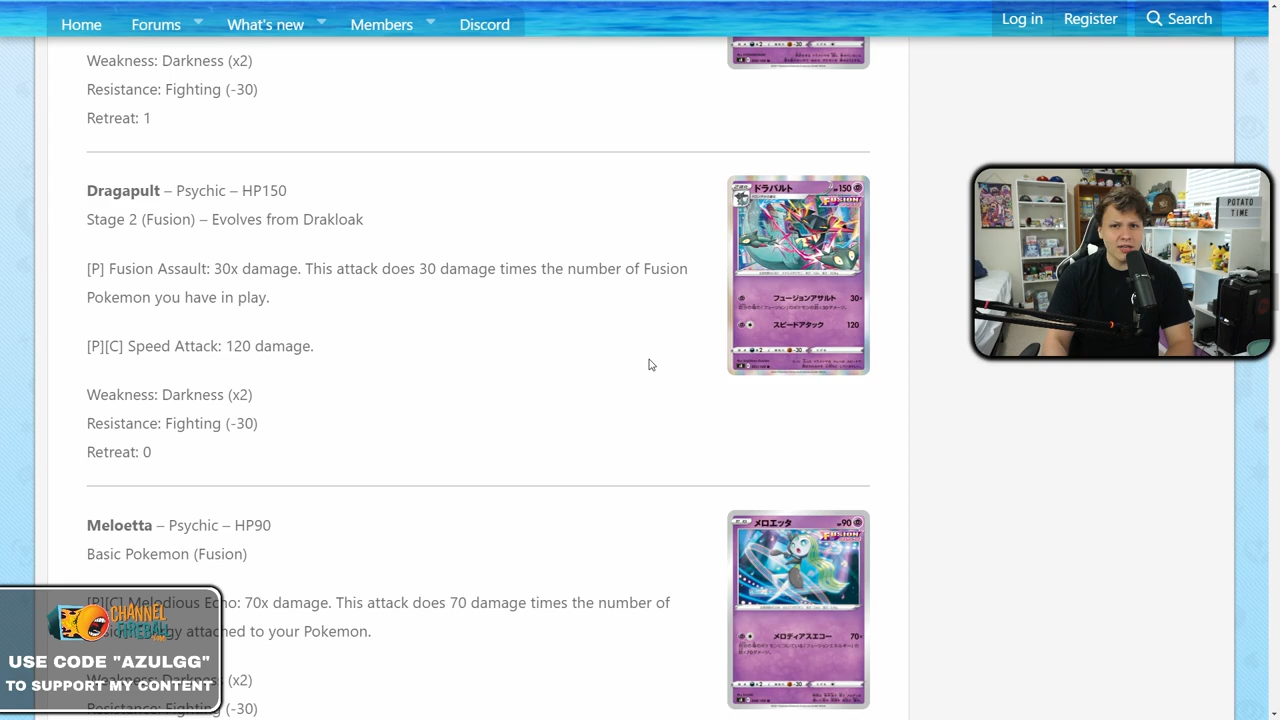 Home
Forums
What's new
Members
Discord
Log in
Register
Search
Weakness: Darkness (x2)
Resistance: Fighting (-30)
Retreat: 1
Dragapult – Psychic – HP150
Stage 2 (Fusion) – Evolves from Drakloak
[P] Fusion Assault: 30x damage. This attack does 30 damage times the number of Fusion
Pokemon you have in play.
[P][C] Speed Attack: 120 damage.
Weakness: Darkness (x2)
Resistance: Fighting (-30)
Retreat: 0
ドラパルト
HP150
FUSION
フュージョンアサルト 30×
スピードアタック 120
POTATO
TIME
Meloetta – Psychic – HP90
Basic Pokemon (Fusion)
[P][C] Melodious Echo: 70x damage. This attack does 70 damage times the number of
attached to your Pokemon.
Weakness: Darkness (x2)
Resistance: Fighting (-30)
メロエッタ
HP90
FUSION
メロディアスエコー 70×
CHANNEL
FIREBALL
USE CODE "AZULGG"
TO SUPPORT MY CONTENT